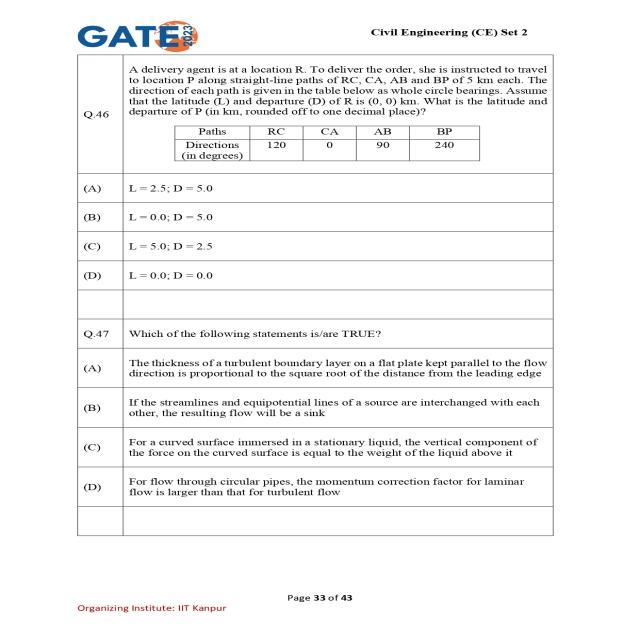 GATE 2023
Civil Engineering (CE) Set 2
Q.46
A delivery agent is at a location R. To deliver the order, she is instructed to travel
to location P along straight-line paths of RC, CA, AB and BP of 5 km each. The
direction of each path is given in the table below as whole circle bearings. Assume
that the latitude (L) and departure (D) of R is (0, 0) km. What is the latitude and
departure of P (in km, rounded off to one decimal place)?
Paths RC CA AB BP
Directions 120 0 90 240
(in degrees)
(A) L = 2.5; D = 5.0
(B) L = 0.0; D = 5.0
(C) L = 5.0; D = 2.5
(D) L = 0.0; D = 0.0
Q.47 Which of the following statements is/are TRUE?
(A) The thickness of a turbulent boundary layer on a flat plate kept parallel to the flow
direction is proportional to the square root of the distance from the leading edge
(B) If the streamlines and equipotential lines of a source are interchanged with each
other, the resulting flow will be a sink
(C) For a curved surface immersed in a stationary liquid, the vertical component of
the force on the curved surface is equal to the weight of the liquid above it
(D) For flow through circular pipes, the momentum correction factor for laminar
flow is larger than that for turbulent flow
Page 33 of 43
Organizing Institute: IIT Kanpur